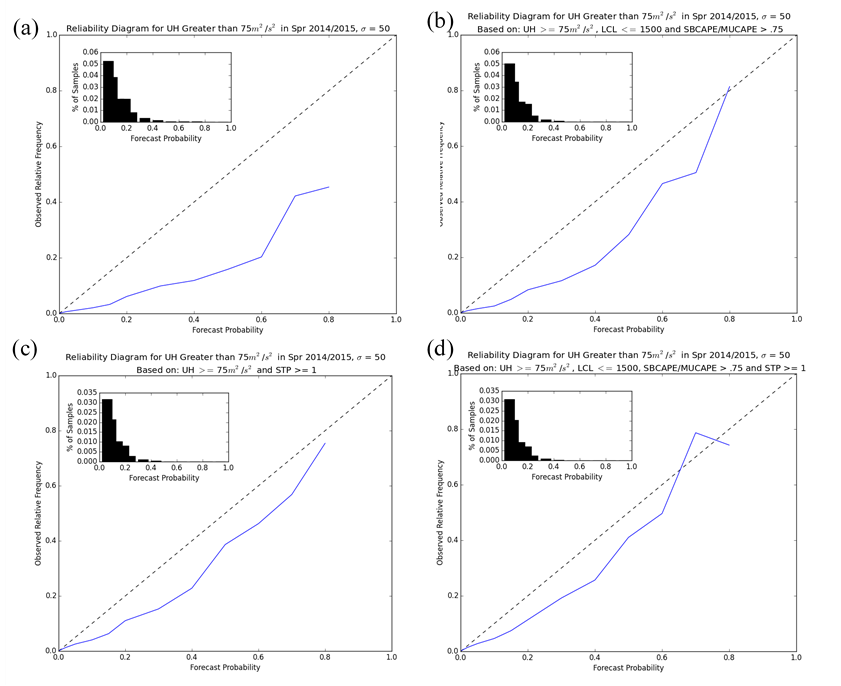 (a)
Reliability Diagram for UH Greater than 75m²/s² in Spr 2014/2015, σ = 50
% of Samples
0.06
0.05
0.04
0.03
0.02
0.01
0.00
0.0 0.2 0.4 0.6 0.8 1.0
Forecast Probability
Observed Relative Frequency
1.0
0.8
0.6
0.4
0.2
0.0
0.0 0.2 0.4 0.6 0.8 1.0
Forecast Probability
(b)
Reliability Diagram for UH Greater than 75m²/s² in Spr 2014/2015, σ = 50
Based on: UH >= 75m²/s², LCL <= 1500 and SBCAPE/MUCAPE > .75
% of Samples
0.06
0.05
0.04
0.03
0.02
0.01
0.00
0.0 0.2 0.4 0.6 0.8 1.0
Forecast Probability
Observed Relative Frequency
1.0
0.8
0.6
0.4
0.2
0.0
0.0 0.2 0.4 0.6 0.8 1.0
Forecast Probability
(c)
Reliability Diagram for UH Greater than 75m²/s² in Spr 2014/2015, σ = 50
Based on: UH >= 75m²/s² and STP >= 1
% of Samples
0.035
0.030
0.025
0.020
0.015
0.010
0.005
0.000
0.0 0.2 0.4 0.6 0.8 1.0
Forecast Probability
Observed Relative Frequency
1.0
0.8
0.6
0.4
0.2
0.0
0.0 0.2 0.4 0.6 0.8 1.0
Forecast Probability
(d)
Reliability Diagram for UH Greater than 75m²/s² in Spr 2014/2015, σ = 50
Based on: UH >= 75m²/s², LCL <= 1500, SBCAPE/MUCAPE > .75 and STP >= 1
% of Samples
0.035
0.030
0.025
0.020
0.015
0.010
0.005
0.000
0.0 0.2 0.4 0.6 0.8 1.0
Forecast Probability
Observed Relative Frequency
1.0
0.8
0.6
0.4
0.2
0.0
0.0 0.2 0.4 0.6 0.8 1.0
Forecast Probability